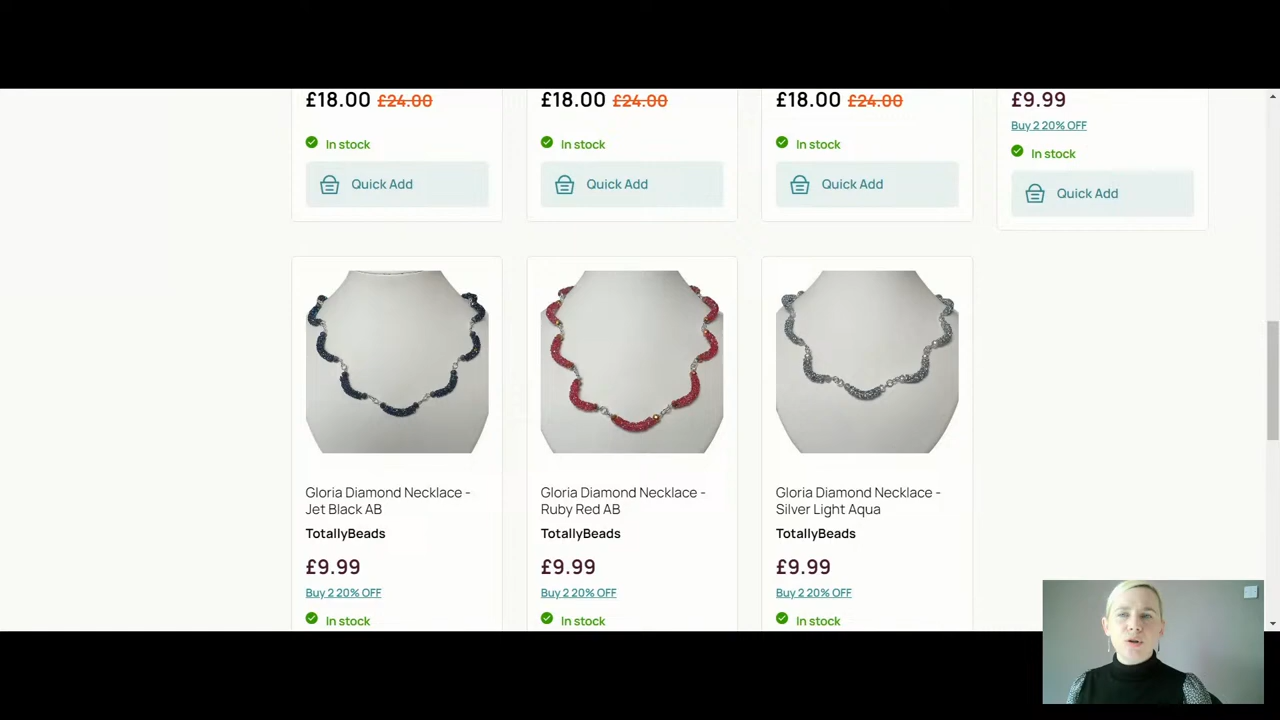 £18.00 £24.00
£18.00 £24.00
£18.00 £24.00
£9.99
Buy 2 20% OFF
In stock
In stock
In stock
In stock
Quick Add
Quick Add
Quick Add
Quick Add
Gloria Diamond Necklace -
Jet Black AB
TotallyBeads
£9.99
Buy 2 20% OFF
In stock
Gloria Diamond Necklace -
Ruby Red AB
TotallyBeads
£9.99
Buy 2 20% OFF
In stock
Gloria Diamond Necklace -
Silver Light Aqua
TotallyBeads
£9.99
Buy 2 20% OFF
In stock